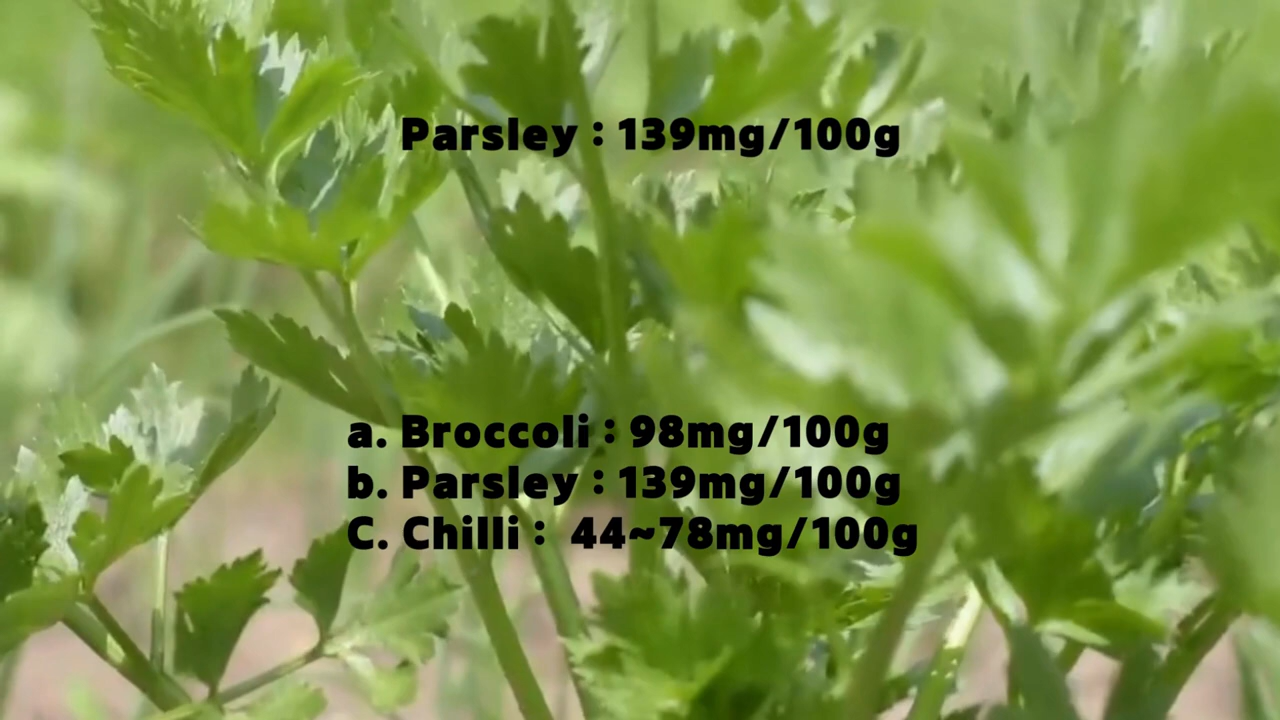 Parsley : 139mg/100g
a. Broccoli : 98mg/100g
b. Parsley : 139mg/100g
C. Chilli : 44~78mg/100g